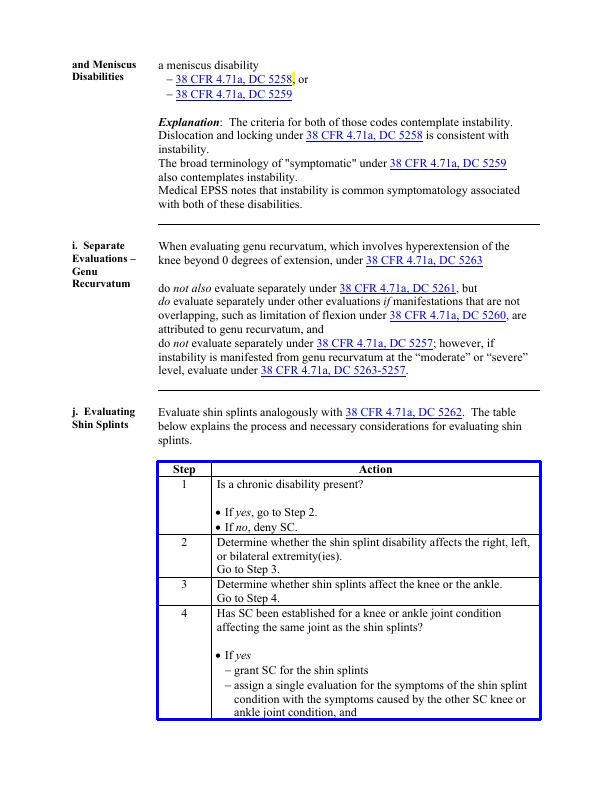 and Meniscus
Disabilities
a meniscus disability
− 38 CFR 4.71a, DC 5258, or
− 38 CFR 4.71a, DC 5259
Explanation:  The criteria for both of those codes contemplate instability.
Dislocation and locking under 38 CFR 4.71a, DC 5258 is consistent with
instability.
The broad terminology of "symptomatic" under 38 CFR 4.71a, DC 5259
also contemplates instability.
Medical EPSS notes that instability is common symptomatology associated
with both of these disabilities.
i.  Separate
Evaluations –
Genu
Recurvatum
When evaluating genu recurvatum, which involves hyperextension of the
knee beyond 0 degrees of extension, under 38 CFR 4.71a, DC 5263
do not also evaluate separately under 38 CFR 4.71a, DC 5261, but
do evaluate separately under other evaluations if manifestations that are not
overlapping, such as limitation of flexion under 38 CFR 4.71a, DC 5260, are
attributed to genu recurvatum, and
do not evaluate separately under 38 CFR 4.71a, DC 5257; however, if
instability is manifested from genu recurvatum at the “moderate” or “severe”
level, evaluate under 38 CFR 4.71a, DC 5263-5257.
j.  Evaluating
Shin Splints
Evaluate shin splints analogously with 38 CFR 4.71a, DC 5262.  The table
below explains the process and necessary considerations for evaluating shin
splints.
Step Action
1 Is a chronic disability present?
• If yes, go to Step 2.
• If no, deny SC.
2 Determine whether the shin splint disability affects the right, left,
or bilateral extremity(ies).
Go to Step 3.
3 Determine whether shin splints affect the knee or the ankle.
Go to Step 4.
4 Has SC been established for a knee or ankle joint condition
affecting the same joint as the shin splints?
• If yes
− grant SC for the shin splints
− assign a single evaluation for the symptoms of the shin splint
condition with the symptoms caused by the other SC knee or
ankle joint condition, and